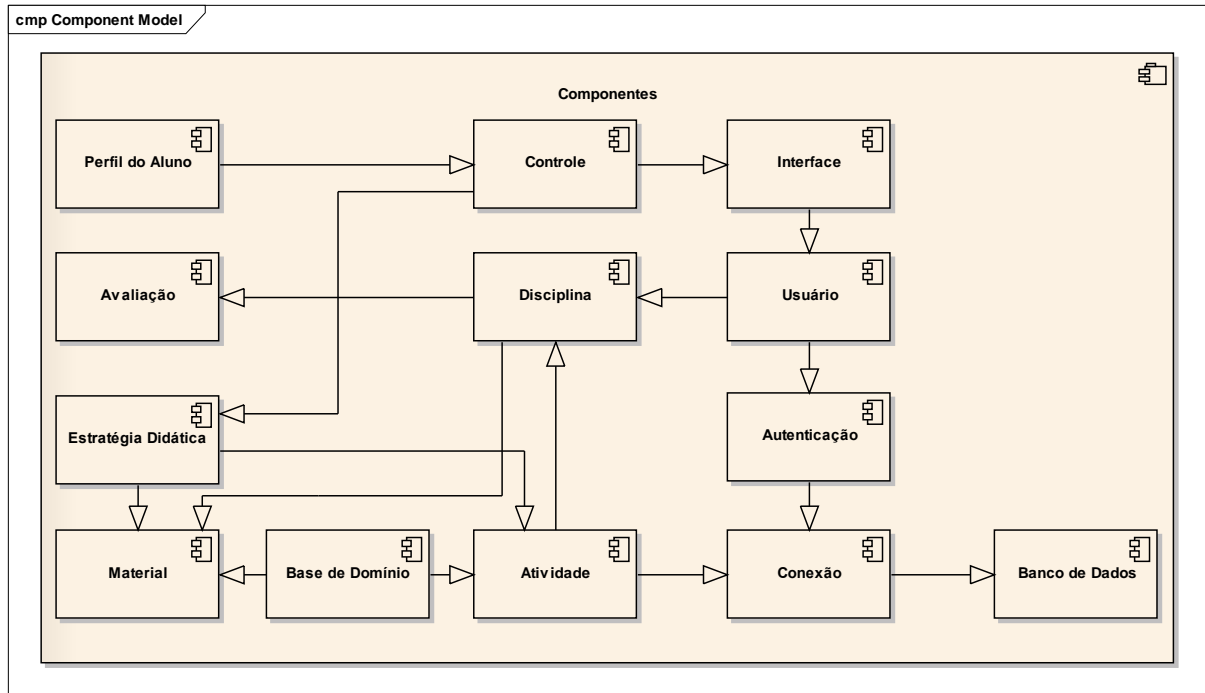 cmp Component Model
Componentes
Perfil do Aluno
Controle
Interface
Avaliação
Disciplina
Usuário
Estratégia Didática
Autenticação
Material
Base de Domínio
Atividade
Conexão
Banco de Dados